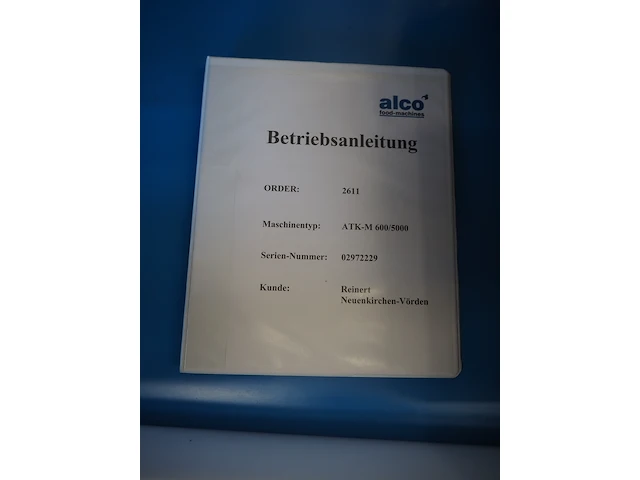 alco
food-machines
Betriebsanleitung
ORDER: 2611
Maschinentyp: ATK-M 600/5000
Serien-Nummer: 02972229
Kunde: Reinert
Neuenkirchen-Vörden